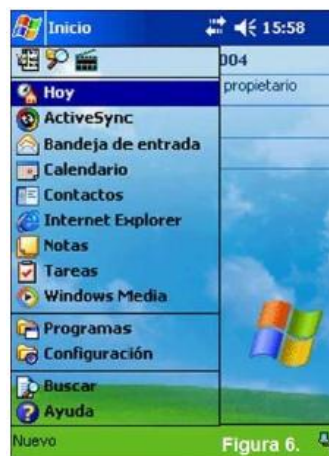 Inicio 15:58
004
Hoy
propietario
ActiveSync
Bandeja de entrada
Calendario
Contactos
Internet Explorer
Notas
Tareas
Windows Media
Programas
Configuración
Buscar
Ayuda
Nuevo
Figura 6.